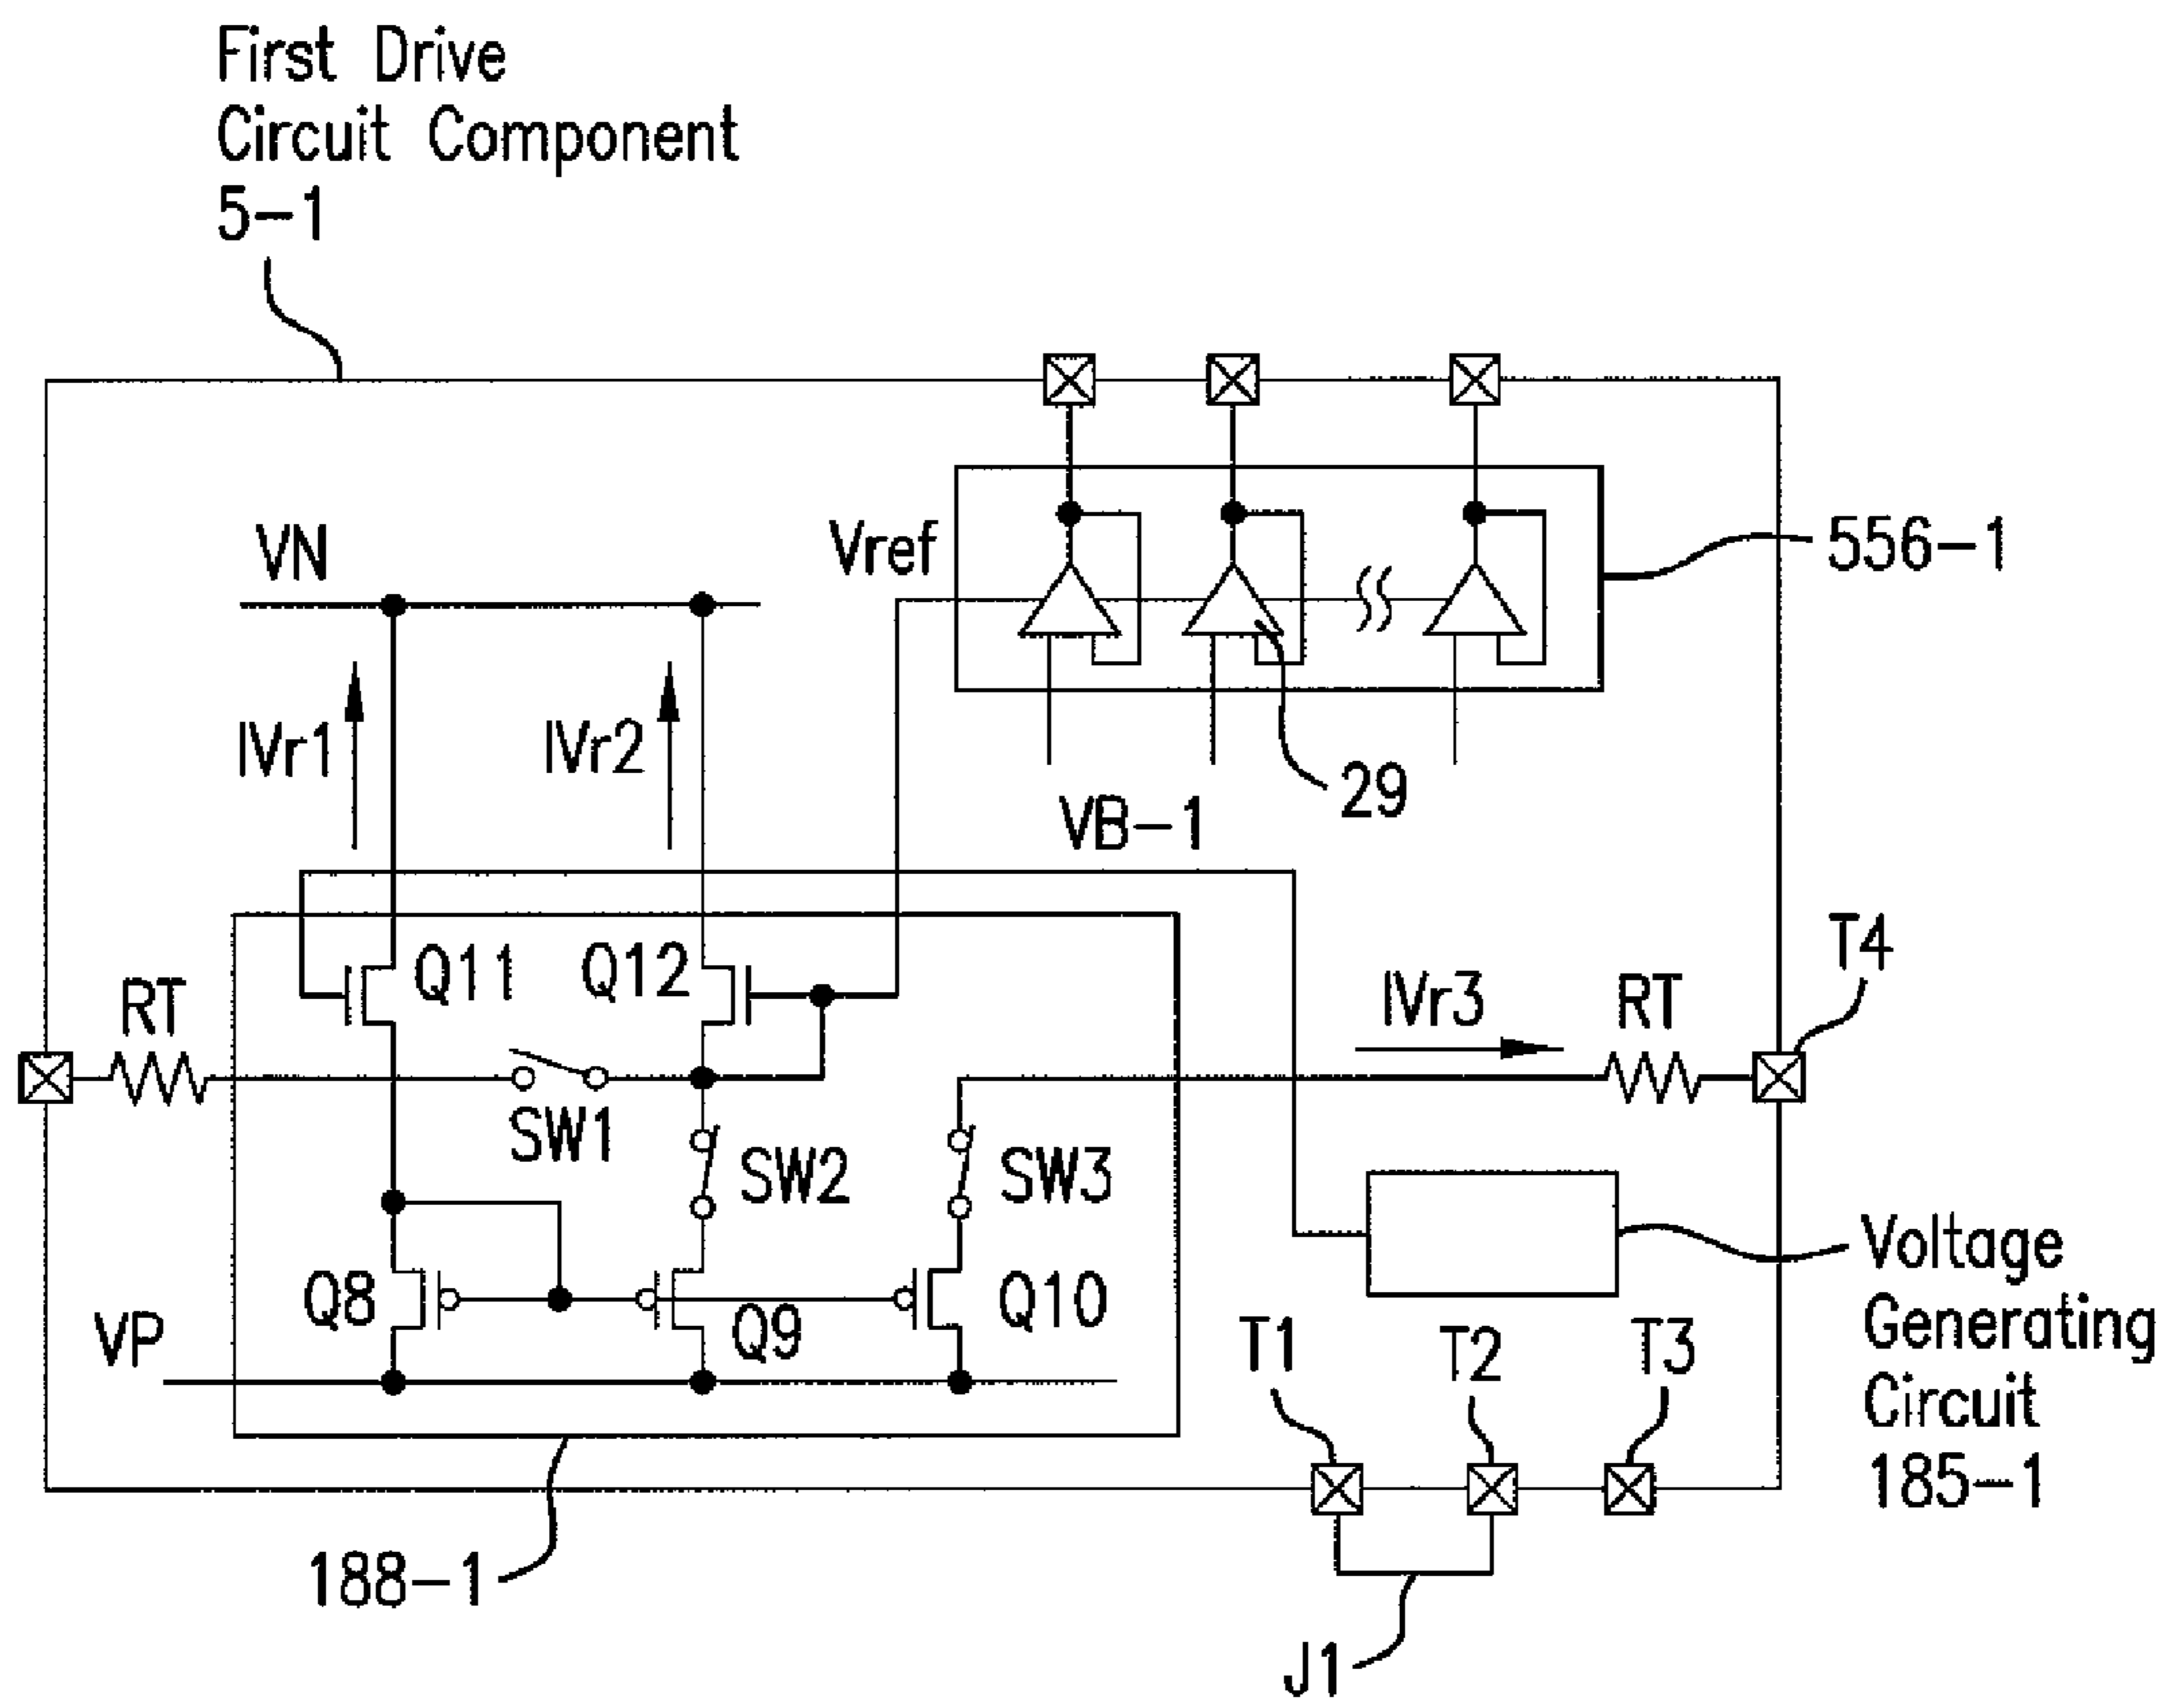 First Drive
Circuit Component
5-1
VN
Vref
556-1
IVr1
IVr2
29
VB-1
T4
Q11
Q12
RT
IVr3
RT
SW1
SW2
SW3
Voltage
Generating
Circuit
185-1
Q8
Q9
Q10
VP
T1
T2
T3
188-1
J1